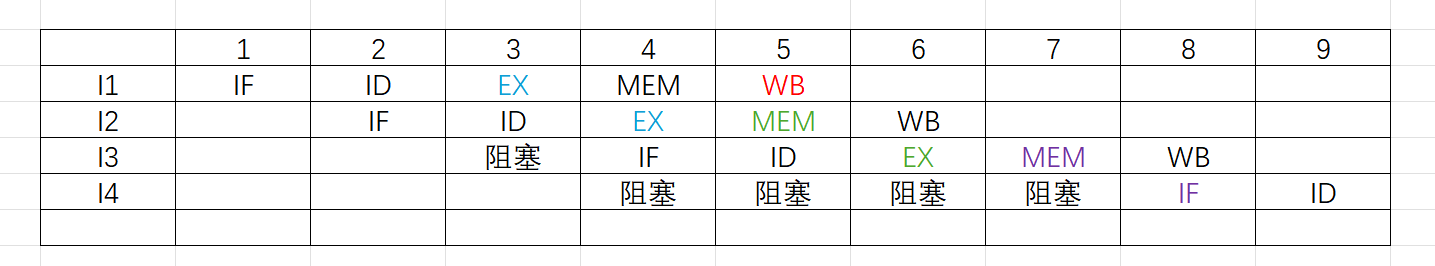 1 2 3 4 5 6 7 8 9
I1 IF ID EX MEM WB
I2 IF ID EX MEM WB
I3 阻塞 IF ID EX MEM WB
I4 阻塞 阻塞 阻塞 阻塞 IF ID